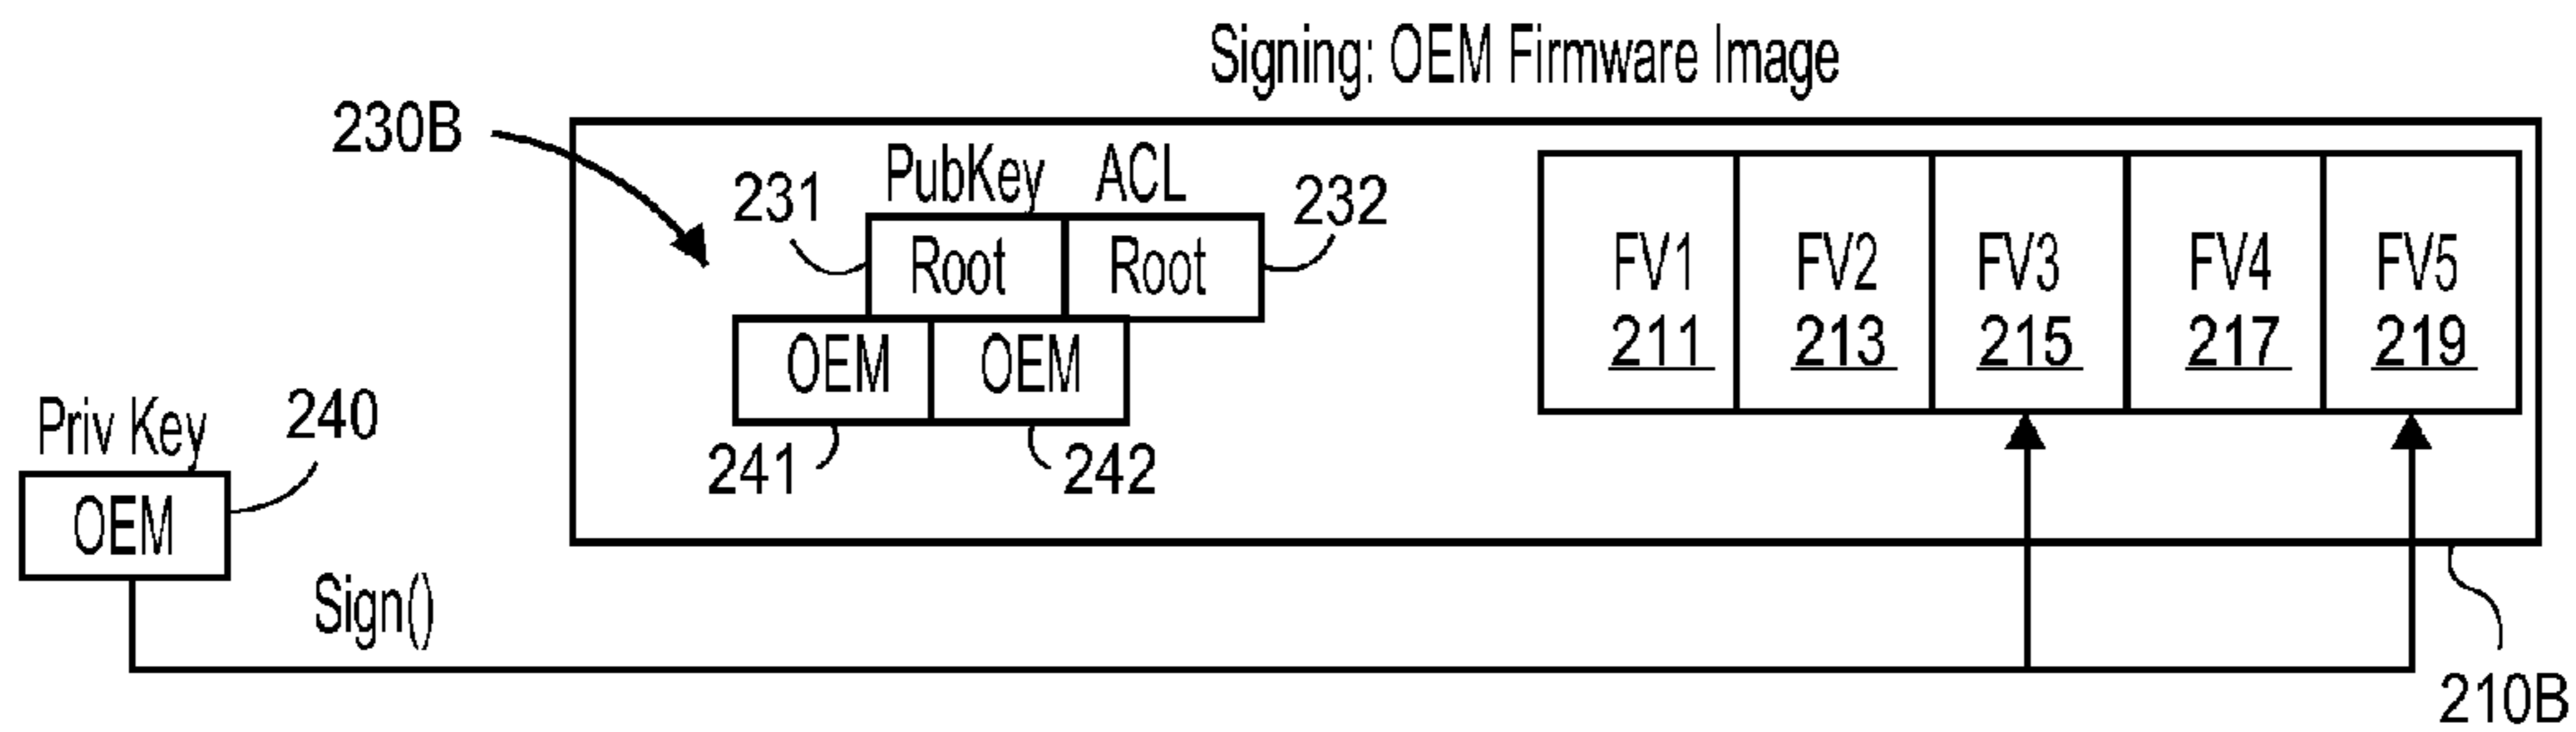 Signing: OEM Firmware Image
230B
PubKey ACL
231
232
Root Root
FV1 FV2 FV3 FV4 FV5
211 213 215 217 219
OEM OEM
Priv Key
240
241 242
OEM
Sign()
210B